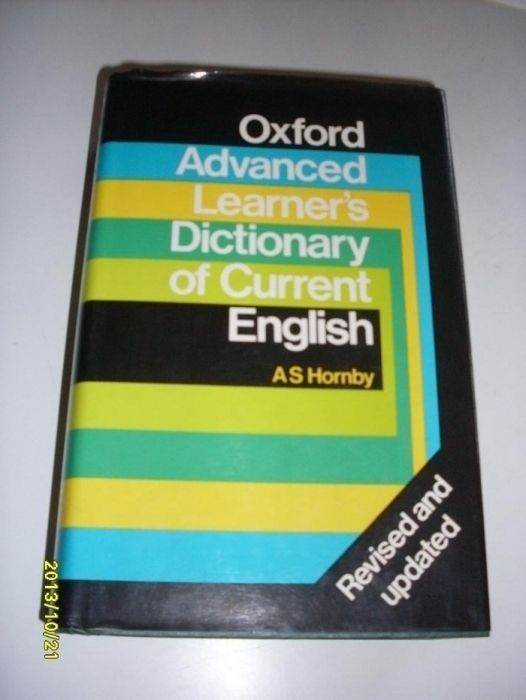 Oxford
Advanced
Learner's
Dictionary
of Current
English
A S Hornby
Revised and
updated
2013/10/21